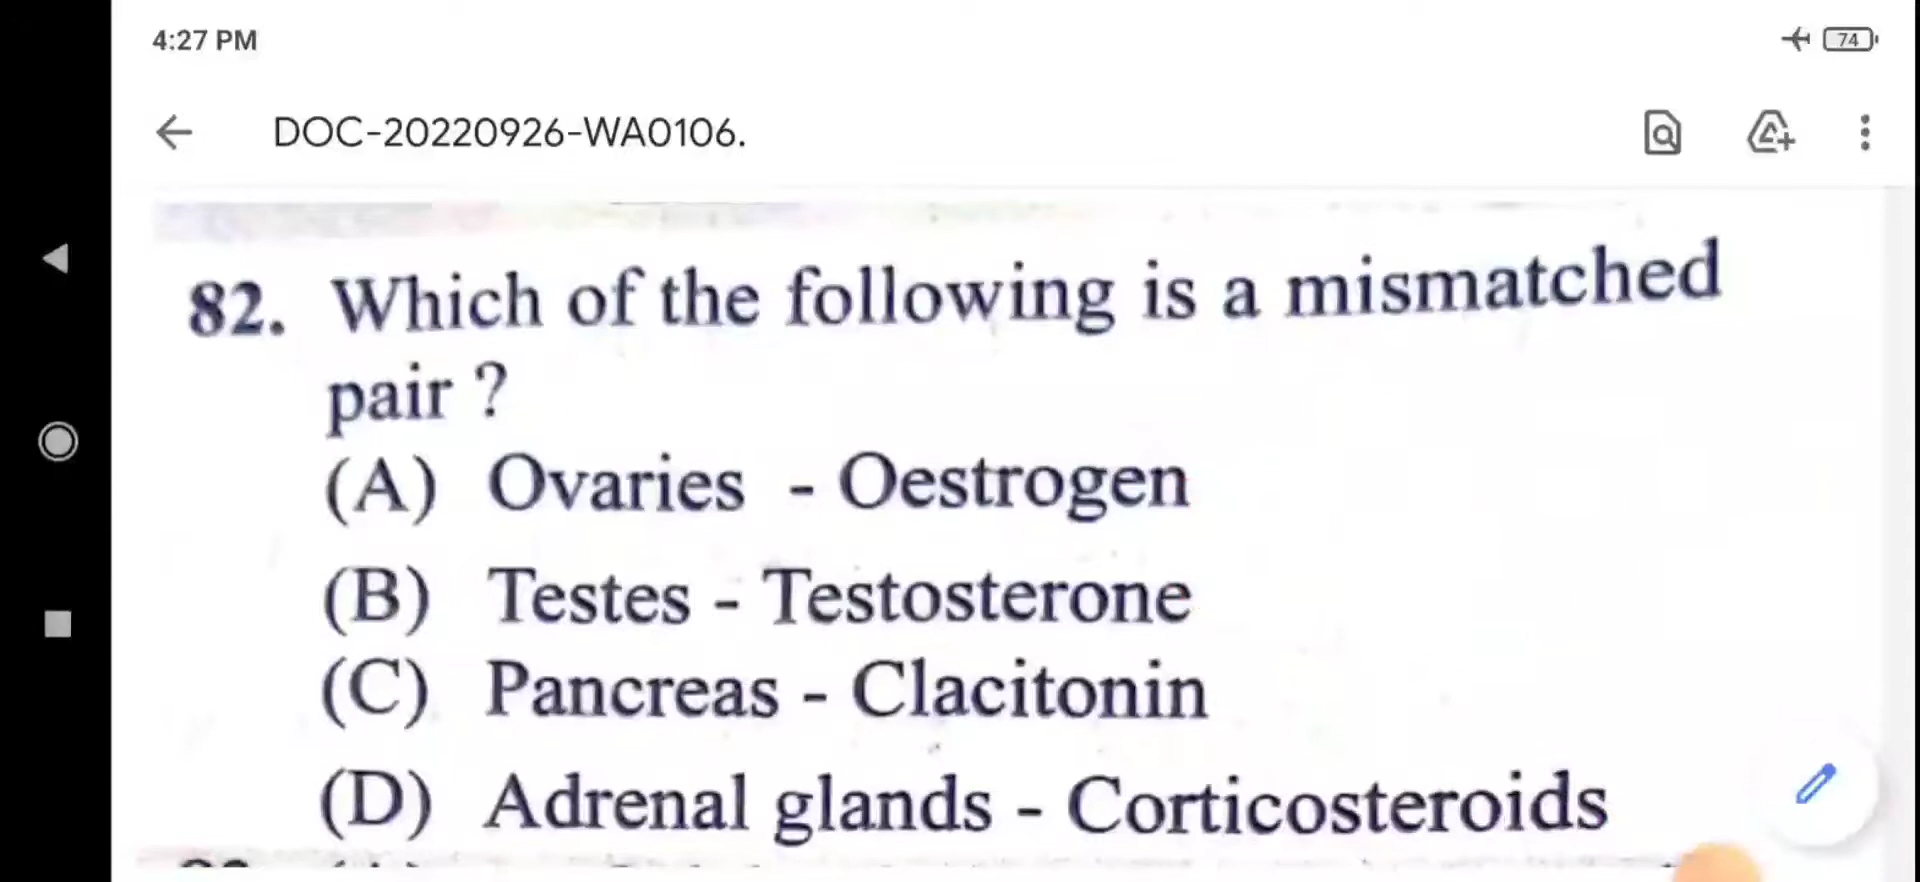 4:27 PM
74
DOC-20220926-WA0106.
82. Which of the following is a mismatched
pair ?
(A) Ovaries - Oestrogen
(B) Testes - Testosterone
(C) Pancreas - Clacitonin
(D) Adrenal glands - Corticosteroids